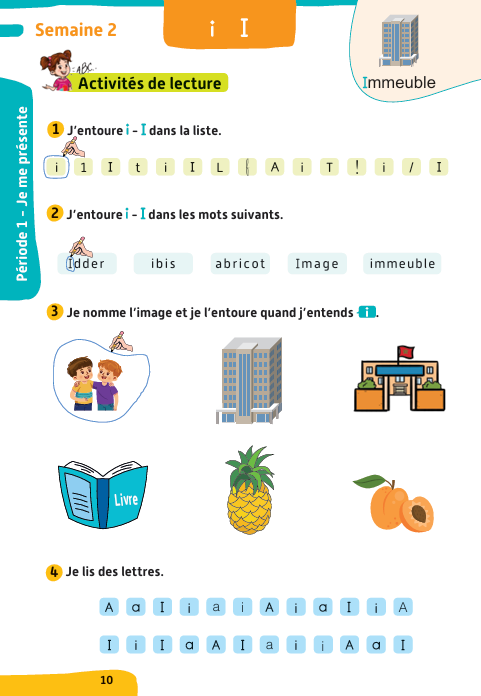 Semaine 2
i I
ABC
Immeuble
Activités de lecture
Période 1 - Je me présente
1 J'entoure i - I dans la liste.
i 1 I t i I L { A i T ! i / I
2 J'entoure i - I dans les mots suivants.
Idder ibis abricot Image immeuble
3 Je nomme l'image et je l'entoure quand j'entends i.
Livre
4 Je lis des lettres.
A a I i a i A i a I i A
I i I a A I a i i A a I
10